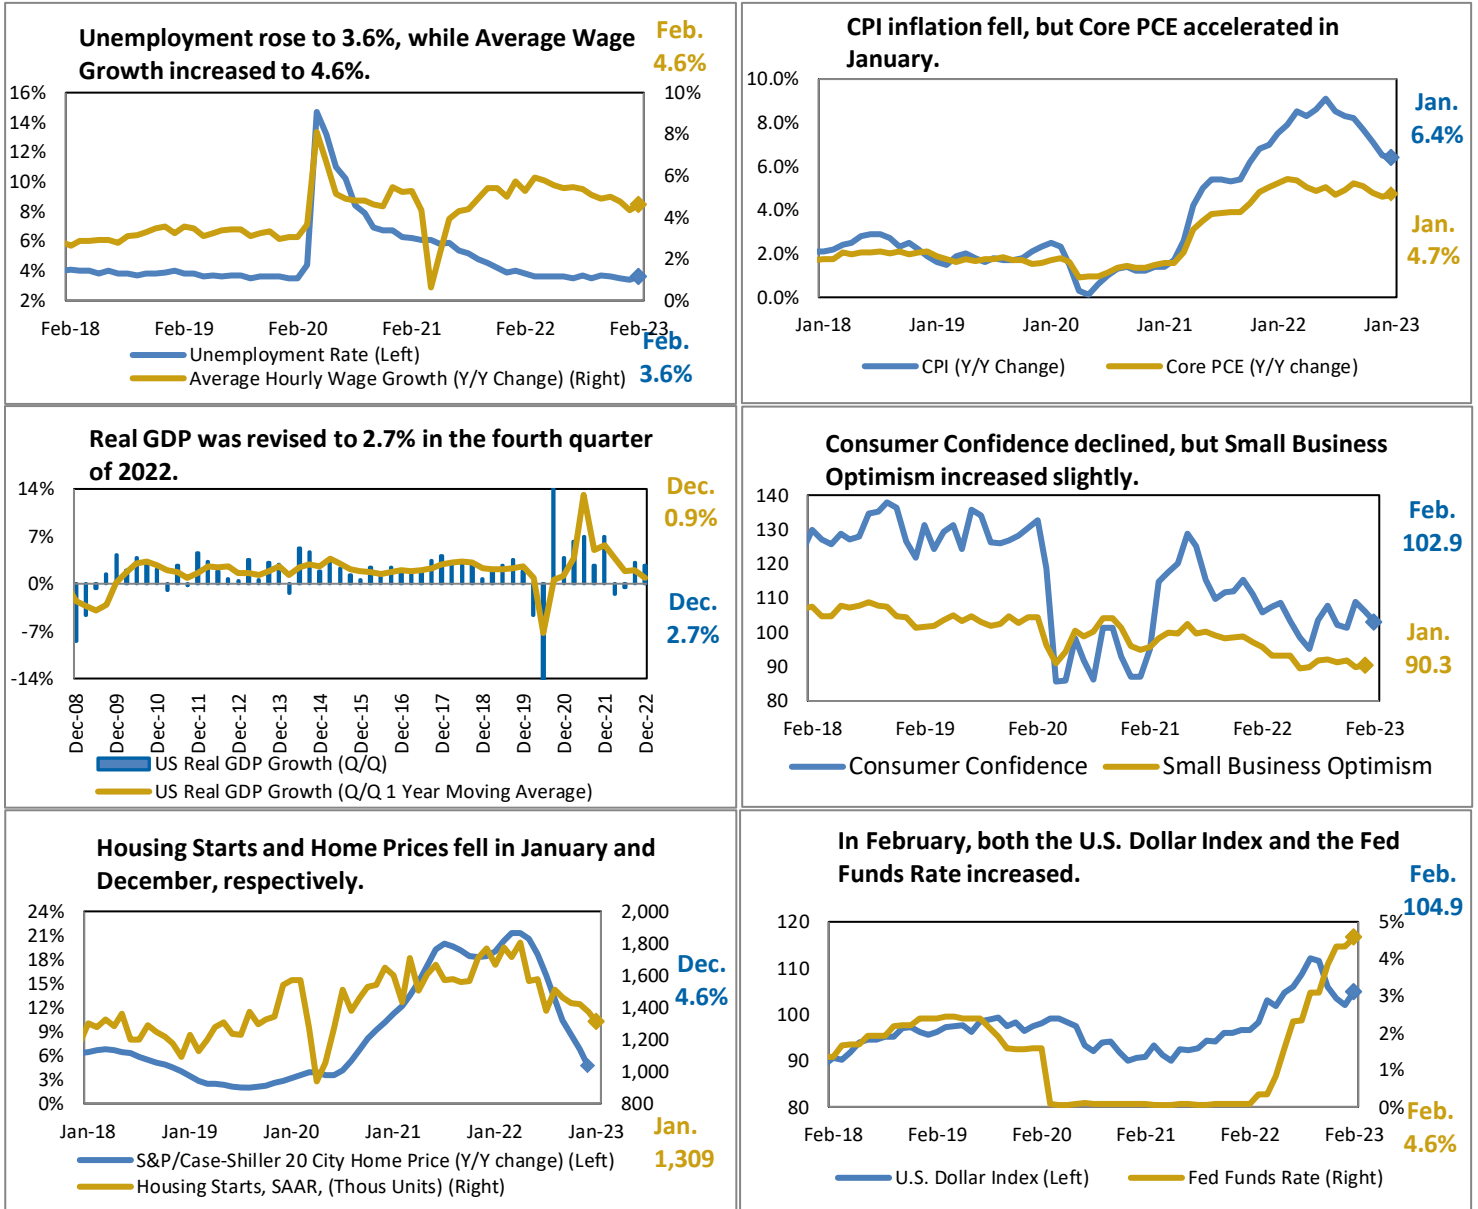 Unemployment rose to 3.6%, while Average Wage
Growth increased to 4.6%.
Feb.
4.6%
16%
14%
12%
10%
8%
6%
4%
2%
10%
8%
6%
4%
2%
0%
Feb-18 Feb-19 Feb-20 Feb-21 Feb-22 Feb-23
Unemployment Rate (Left)
Average Hourly Wage Growth (Y/Y Change) (Right)
Feb.
3.6%
CPI inflation fell, but Core PCE accelerated in
January.
10.0%
8.0%
6.0%
4.0%
2.0%
0.0%
Jan.
6.4%
Jan.
4.7%
Jan-18 Jan-19 Jan-20 Jan-21 Jan-22 Jan-23
CPI (Y/Y Change) Core PCE (Y/Y change)
Real GDP was revised to 2.7% in the fourth quarter
of 2022.
14%
7%
0%
-7%
-14%
Dec.
0.9%
Dec.
2.7%
Dec-08 Dec-09 Dec-10 Dec-11 Dec-12 Dec-13 Dec-14 Dec-15 Dec-16 Dec-17 Dec-18 Dec-19 Dec-20 Dec-21 Dec-22
US Real GDP Growth (Q/Q)
US Real GDP Growth (Q/Q 1 Year Moving Average)
Consumer Confidence declined, but Small Business
Optimism increased slightly.
140
130
120
110
100
90
80
Feb.
102.9
Jan.
90.3
Feb-18 Feb-19 Feb-20 Feb-21 Feb-22 Feb-23
Consumer Confidence Small Business Optimism
Housing Starts and Home Prices fell in January and
December, respectively.
24%
21%
18%
15%
12%
9%
6%
3%
0%
2,000
1,800
1,600
1,400
1,200
1,000
800
Dec.
4.6%
Jan.
1,309
Jan-18 Jan-19 Jan-20 Jan-21 Jan-22 Jan-23
S&P/Case-Shiller 20 City Home Price (Y/Y change) (Left)
Housing Starts, SAAR, (Thous Units) (Right)
In February, both the U.S. Dollar Index and the Fed
Funds Rate increased.
Feb.
104.9
120
110
100
90
80
5%
4%
3%
2%
1%
0%
Feb.
4.6%
Feb-18 Feb-19 Feb-20 Feb-21 Feb-22 Feb-23
U.S. Dollar Index (Left) Fed Funds Rate (Right)